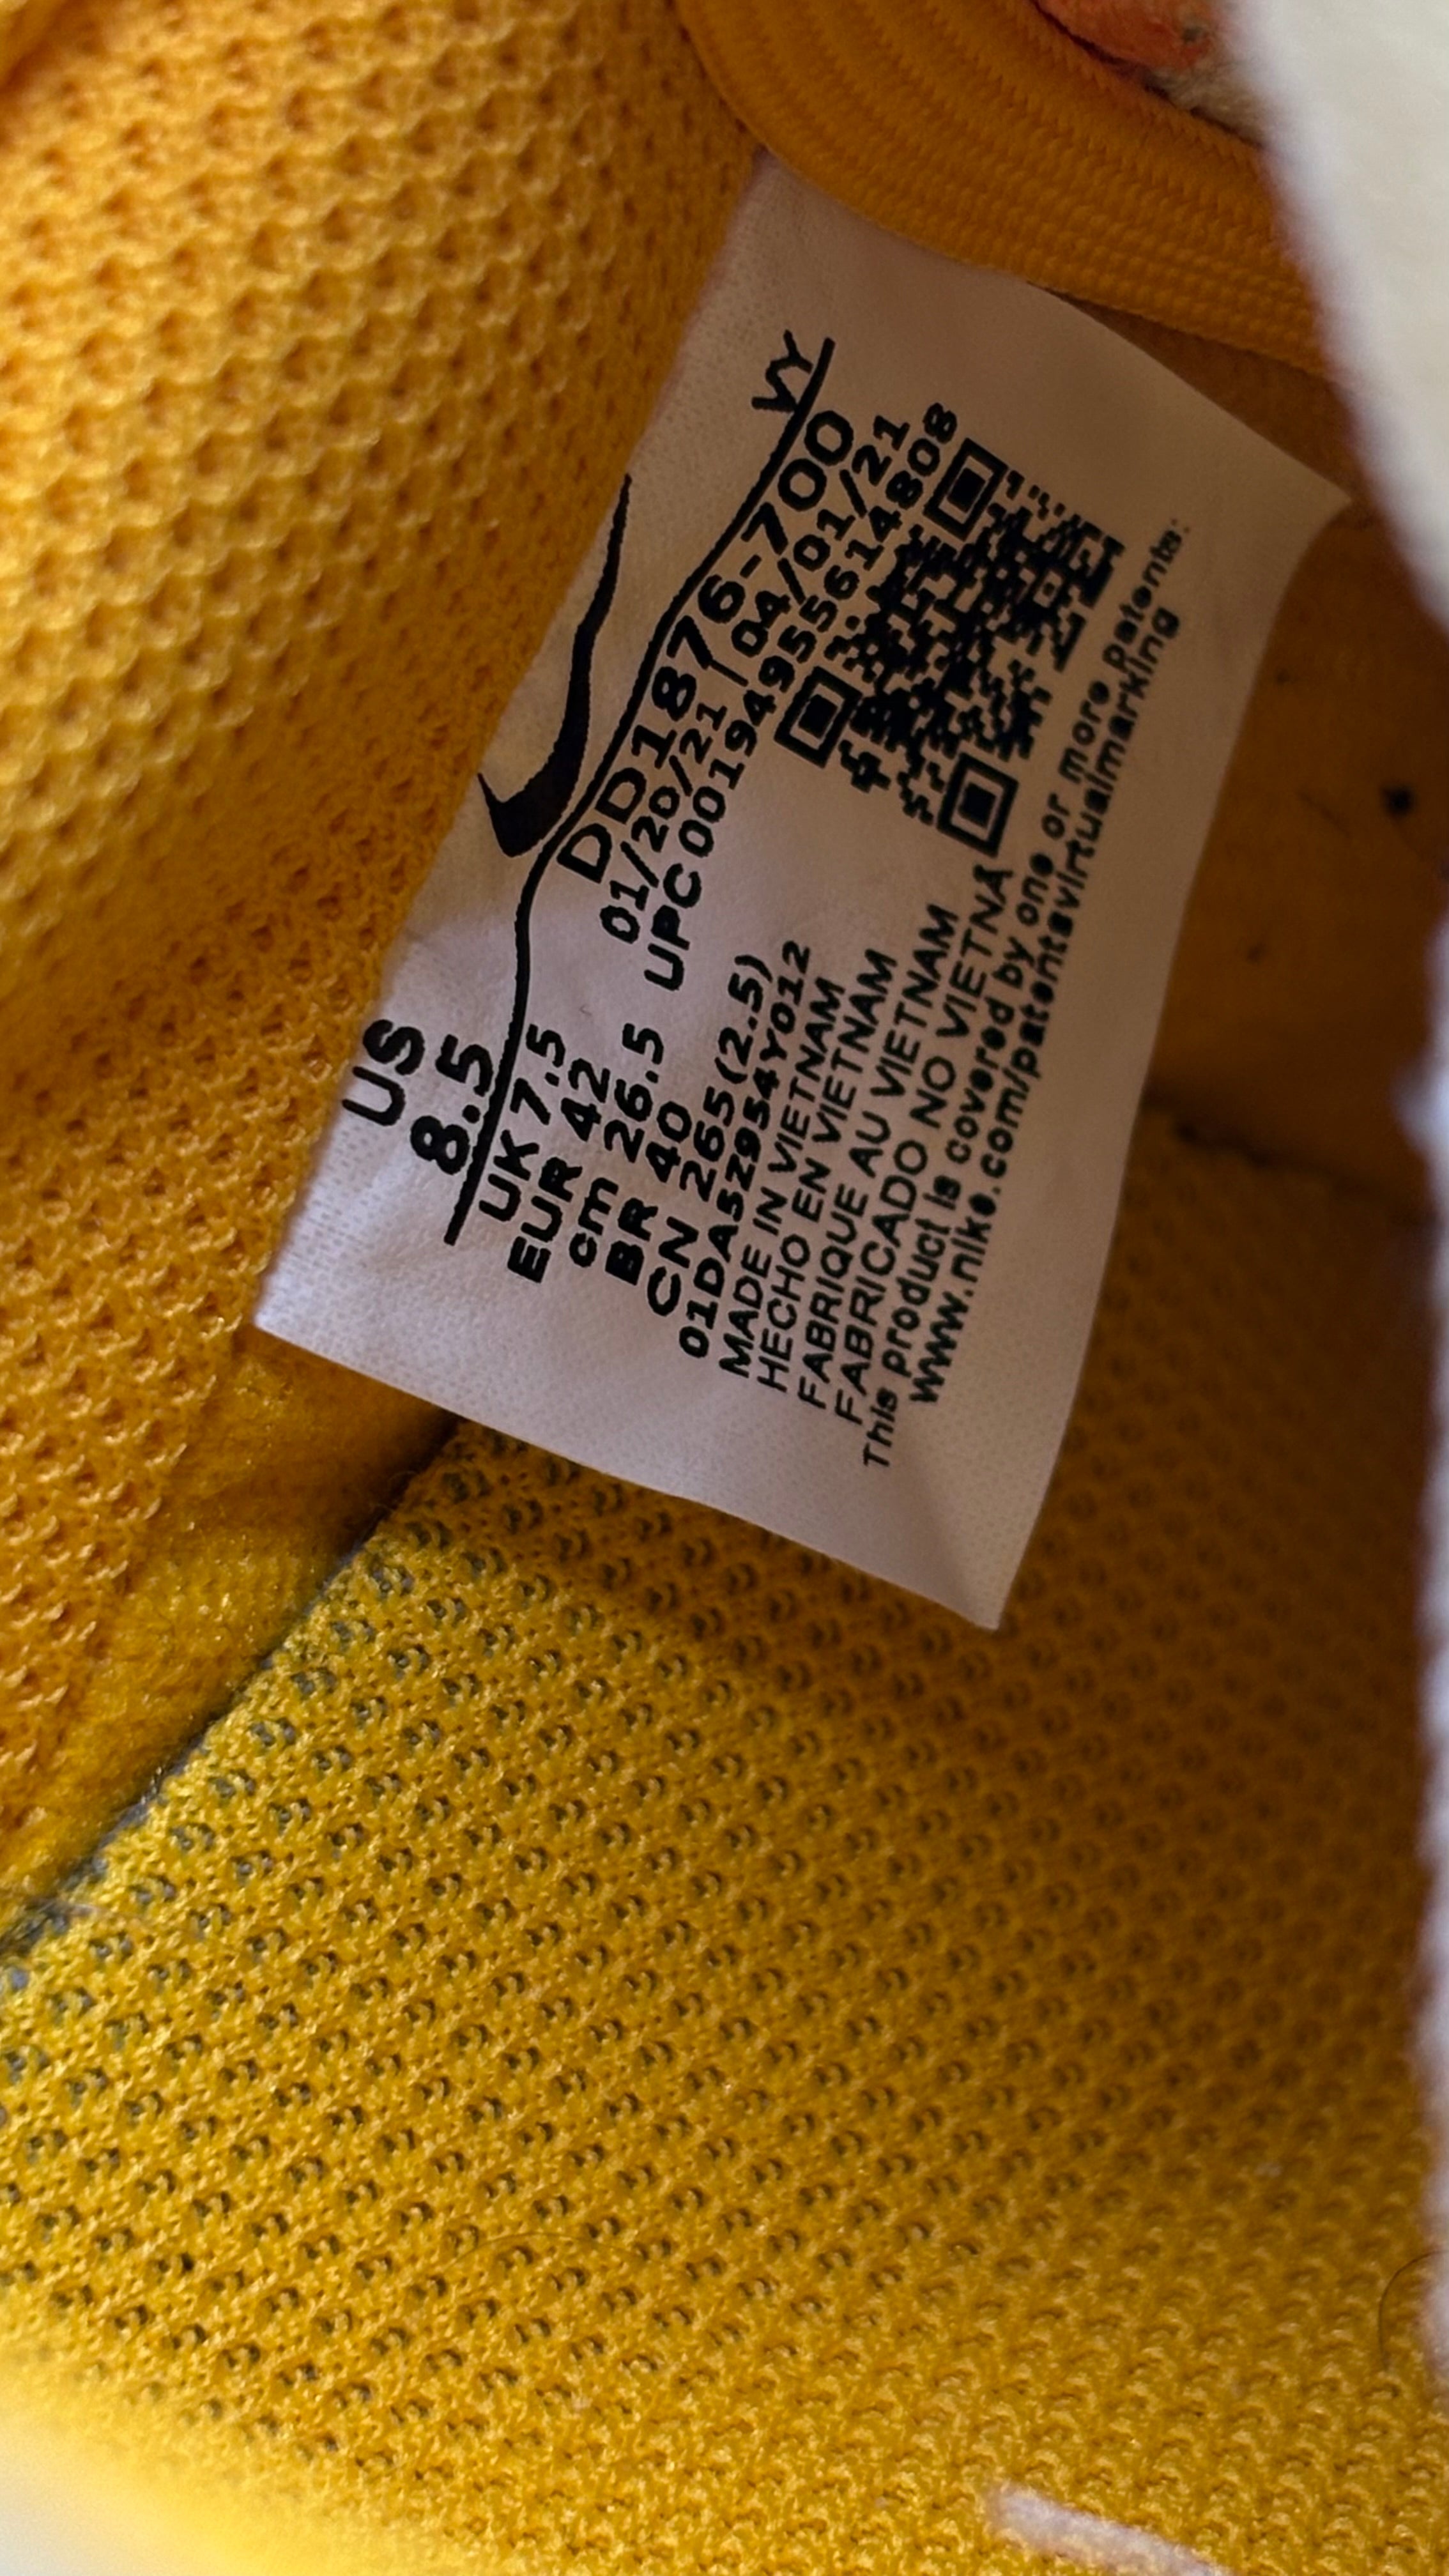 US
8.5
VY
UK 7.5
EUR 42
cm 26.5
BR 40
CN 265(2.5)
DD1876-700
01/20/21 / 04/01/21
UPC 00194955614808
01DA5Z954Y012
MADE IN VIETNAM
HECHO EN VIETNAM
FABRIQUE AU VIETNAM
FABRICADO NO VIETNÃ
This product is covered by one or more patents:
www.nike.com/patentsvirtualmarking